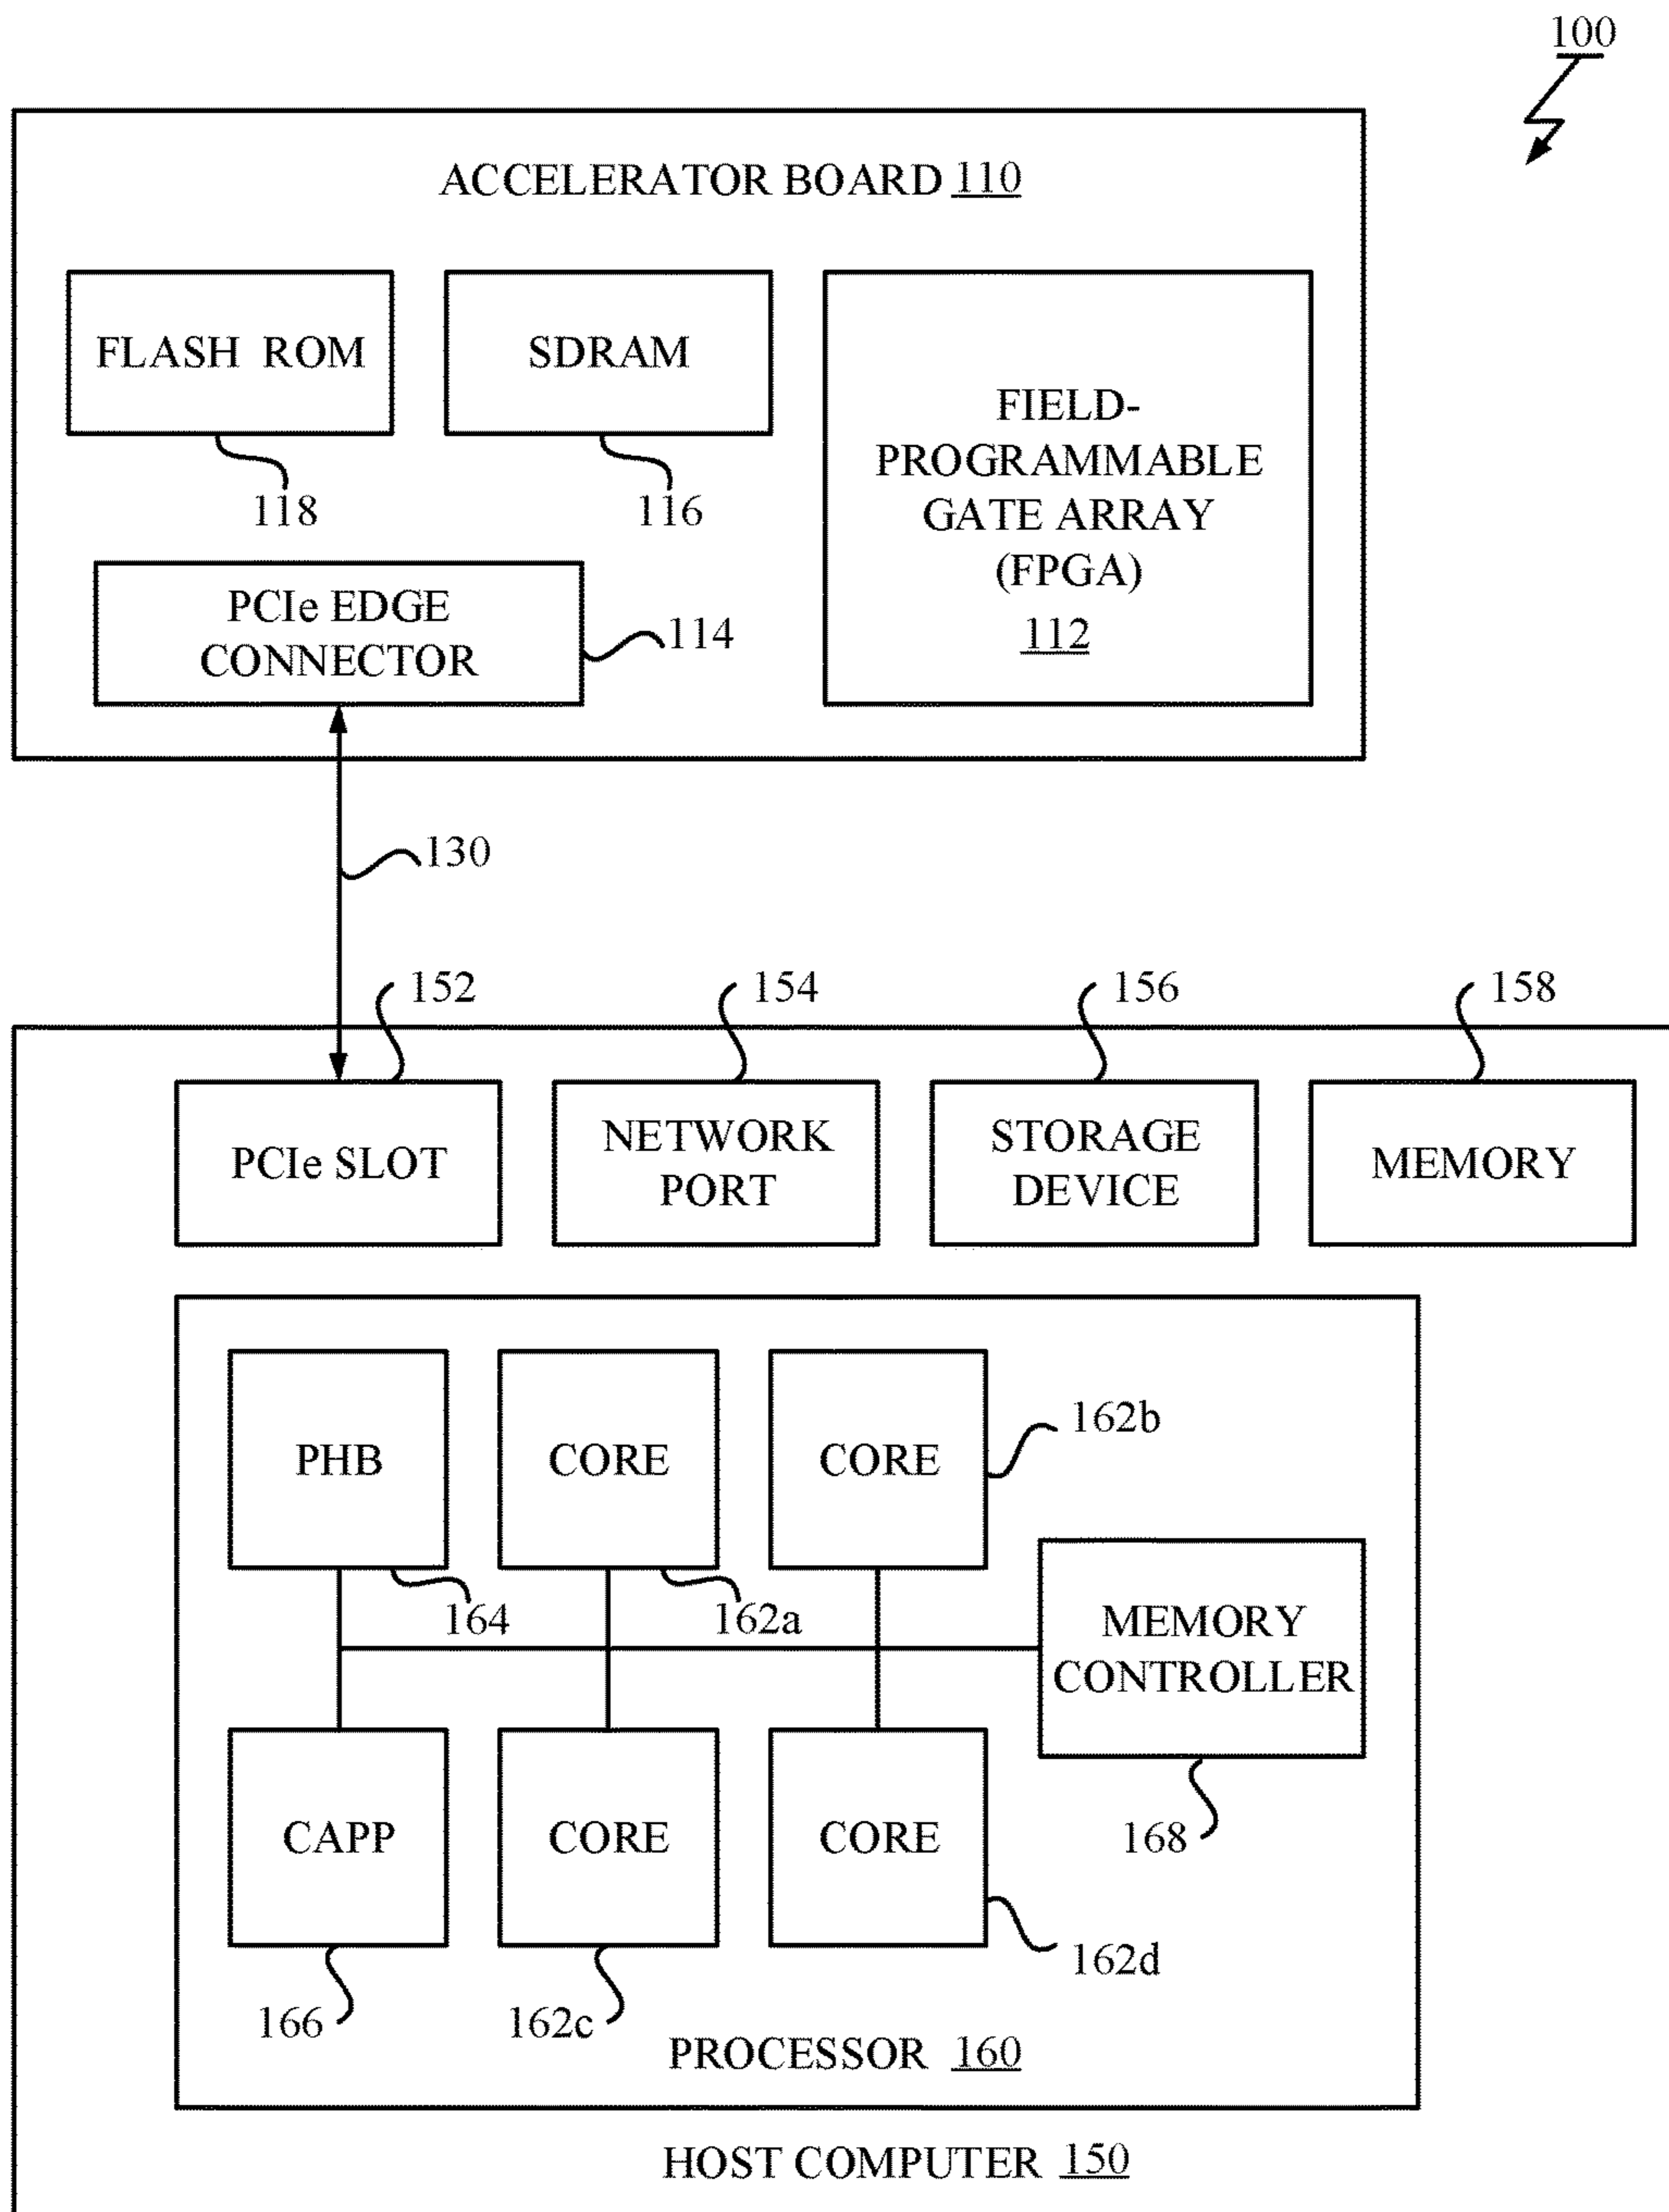 100
ACCELERATOR BOARD 110
FLASH ROM
118
SDRAM
116
FIELD-
PROGRAMMABLE
GATE ARRAY
(FPGA)
112
PCIe EDGE
CONNECTOR
114
130
152
154
156
158
PCIe SLOT
NETWORK
PORT
STORAGE
DEVICE
MEMORY
PHB
164
CORE
162a
CORE
162b
MEMORY
CONTROLLER
168
CAPP
166
CORE
162c
CORE
162d
PROCESSOR 160
HOST COMPUTER 150